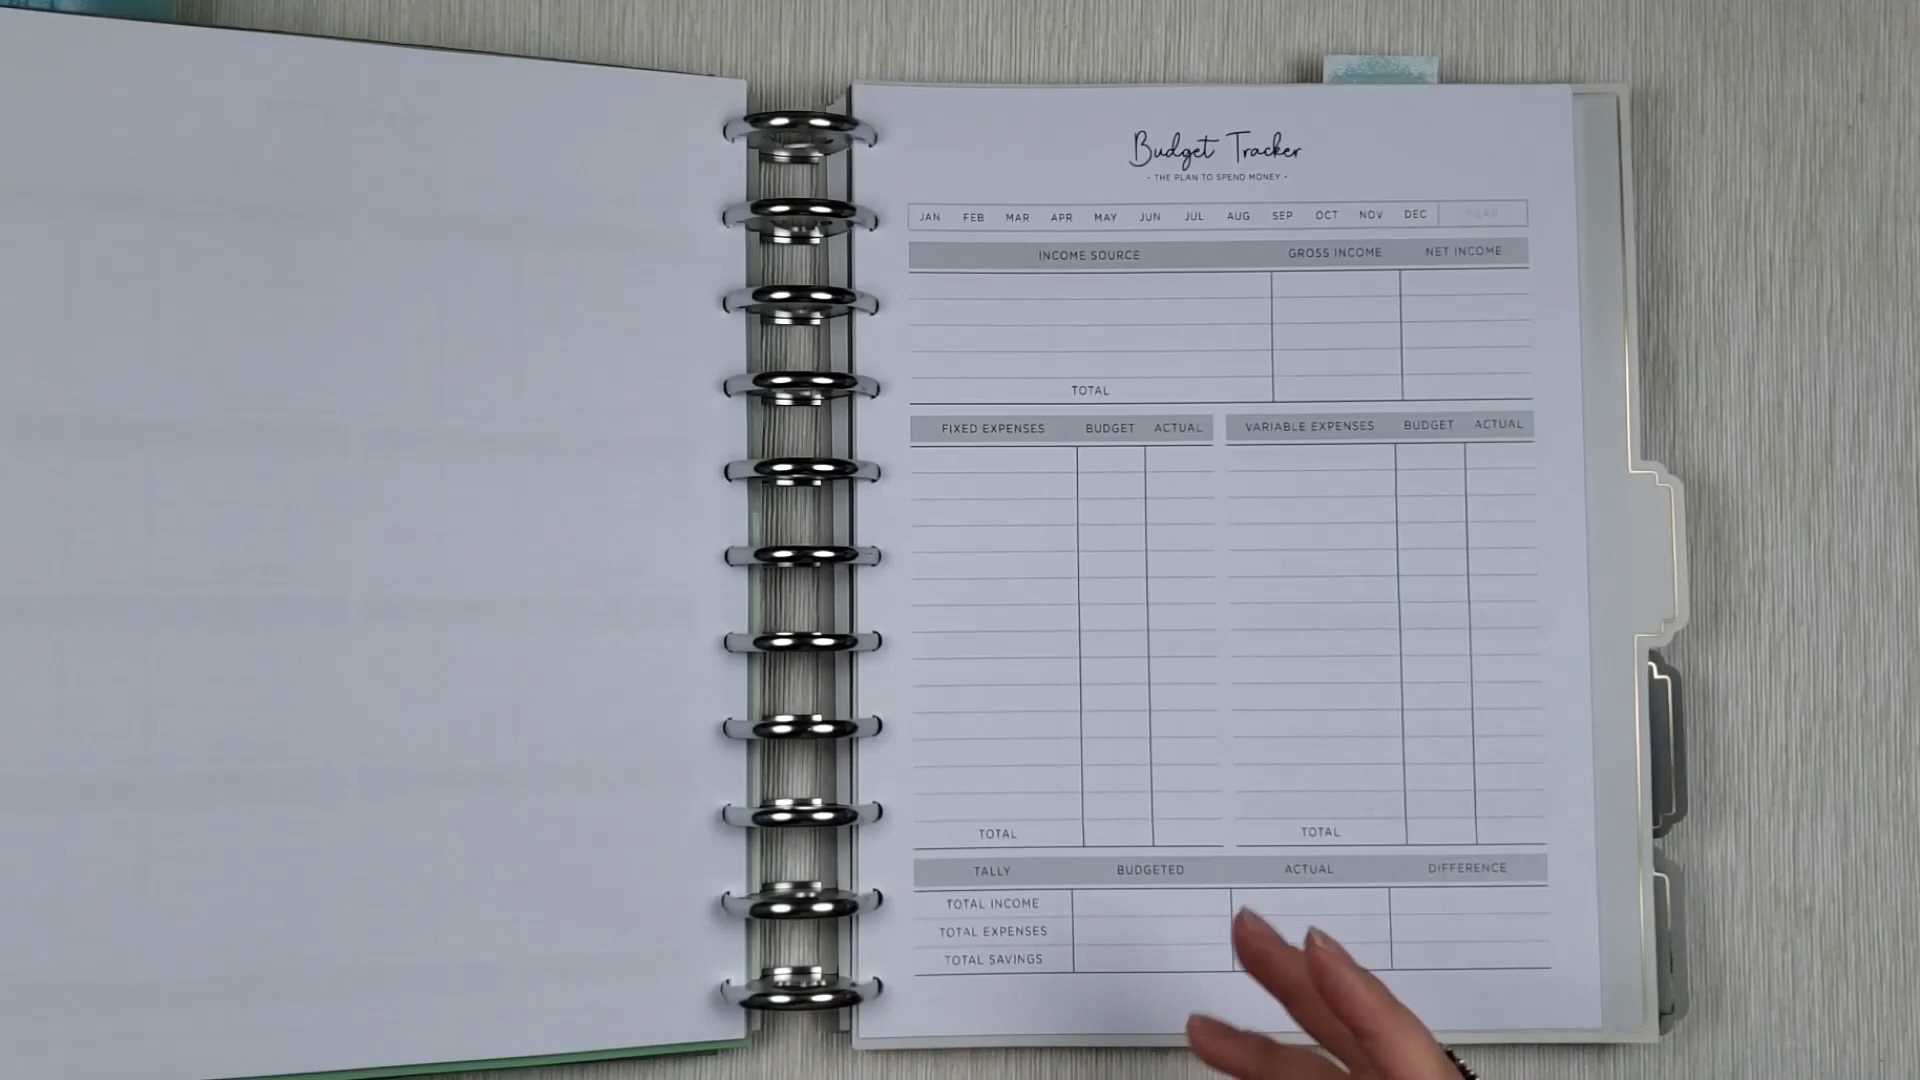 Budget Tracker
- THE PLAN TO SPEND MONEY -
JAN FEB MAR APR MAY JUN JUL AUG SEP OCT NOV DEC YEAR
INCOME SOURCE GROSS INCOME NET INCOME
TOTAL
FIXED EXPENSES BUDGET ACTUAL VARIABLE EXPENSES BUDGET ACTUAL
TOTAL TOTAL
TALLY BUDGETED ACTUAL DIFFERENCE
TOTAL INCOME
TOTAL EXPENSES
TOTAL SAVINGS